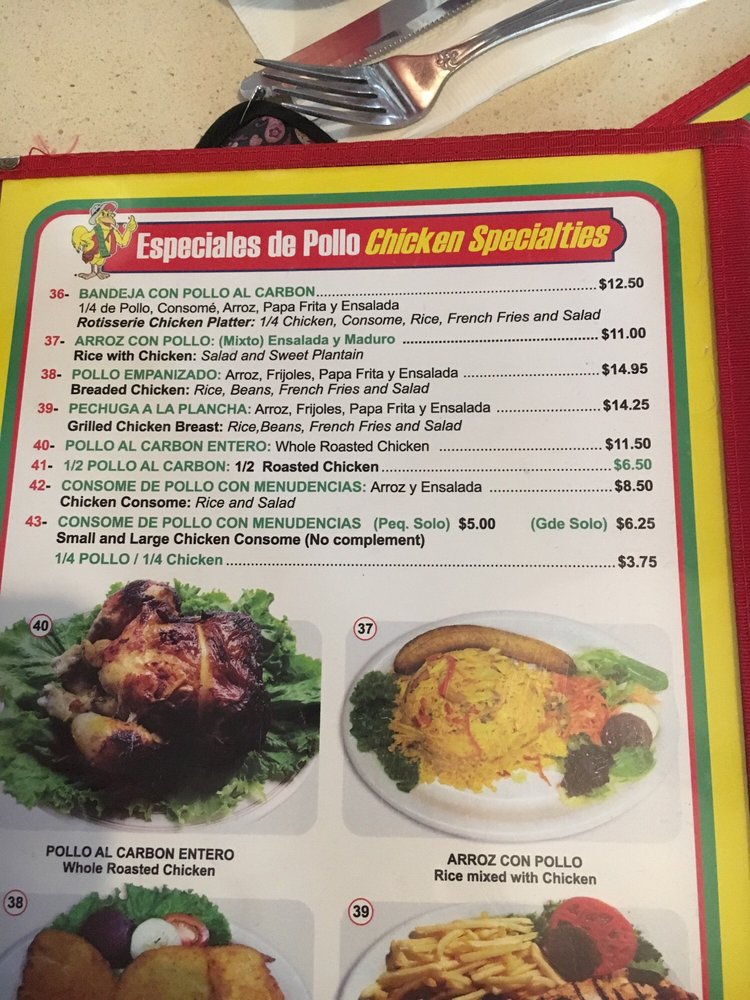 Especiales de Pollo Chicken Specialties
36- BANDEJA CON POLLO AL CARBON........ $12.50
1/4 de Pollo, Consomé, Arroz, Papa Frita y Ensalada
Rotisserie Chicken Platter: 1/4 Chicken, Consome, Rice, French Fries and Salad
37- ARROZ CON POLLO: (Mixto) Ensalada y Maduro ........ $11.00
Rice with Chicken: Salad and Sweet Plantain
38- POLLO EMPANIZADO: Arroz, Frijoles, Papa Frita y Ensalada ........ $14.95
Breaded Chicken: Rice, Beans, French Fries and Salad
39- PECHUGA A LA PLANCHA: Arroz, Frijoles, Papa Frita y Ensalada ........ $14.25
Grilled Chicken Breast: Rice,Beans, French Fries and Salad
40- POLLO AL CARBON ENTERO: Whole Roasted Chicken ........ $11.50
41- 1/2 POLLO AL CARBON: 1/2 Roasted Chicken........ $6.50
42- CONSOME DE POLLO CON MENUDENCIAS: Arroz y Ensalada ........ $8.50
Chicken Consome: Rice and Salad
43- CONSOME DE POLLO CON MENUDENCIAS (Peq. Solo) $5.00 (Gde Solo) $6.25
Small and Large Chicken Consome (No complement)
1/4 POLLO / 1/4 Chicken ........ $3.75
40
37
POLLO AL CARBON ENTERO
Whole Roasted Chicken
ARROZ CON POLLO
Rice mixed with Chicken
38
39